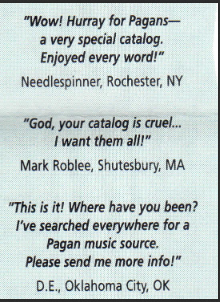 "Wow! Hurray for Pagans—
a very special catalog.
Enjoyed every word!"
Needlespinner, Rochester, NY
"God, your catalog is cruel...
I want them all!"
Mark Roblee, Shutesbury, MA
"This is it! Where have you been?
I've searched everywhere for a
Pagan music source.
Please send me more info!"
D.E., Oklahoma City, OK